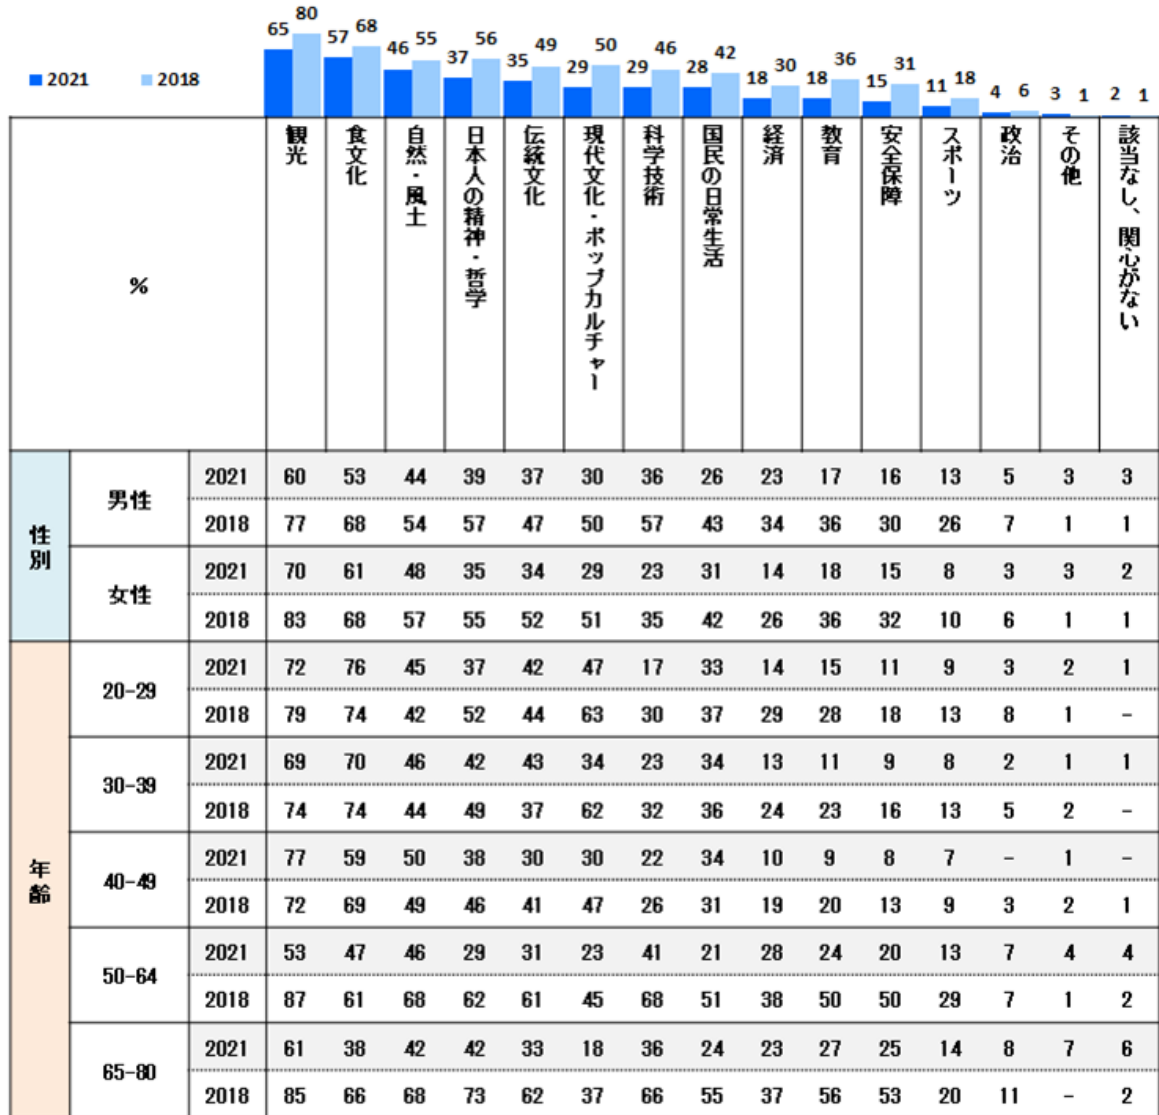 65 80 57 68 46 55 37 56 35 49 29 50 29 46 28 42 18 30 18 36 15 31 11 18 4 6 3 1 2 1
2021 2018
%
観光
食文化
自然・風土
日本人の精神・哲学
伝統文化
現代文化・ポップカルチャー
科学技術
国民の日常生活
経済
教育
安全保障
スポーツ
政治
その他
該当なし、関心がない
性別
男性
2021 60 53 44 39 37 30 36 26 23 17 16 13 5 3 3
2018 77 68 54 57 47 50 57 43 34 36 30 26 7 1 1
女性
2021 70 61 48 35 34 29 23 31 14 18 15 8 3 3 2
2018 83 68 57 55 52 51 35 42 26 36 32 10 6 1 1
年齢
20-29
2021 72 76 45 37 42 47 17 33 14 15 11 9 3 2 1
2018 79 74 42 52 44 63 30 37 29 28 18 13 8 1 -
30-39
2021 69 70 46 42 43 34 23 34 13 11 9 8 2 1 1
2018 74 74 44 49 37 62 32 36 24 23 16 13 5 2 -
40-49
2021 77 59 50 38 30 30 22 34 10 9 8 7 - 1 -
2018 72 69 49 46 41 47 26 31 19 20 13 9 3 2 1
50-64
2021 53 47 46 29 31 23 41 21 28 24 20 13 7 4 4
2018 87 61 68 62 61 45 68 51 38 50 50 29 7 1 2
65-80
2021 61 38 42 42 33 18 36 24 23 27 25 14 8 7 6
2018 85 66 68 73 62 37 66 55 37 56 53 20 11 - 2